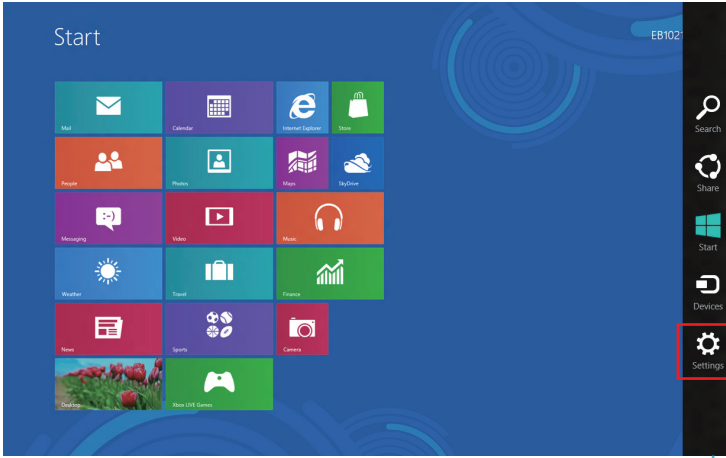 Start
EB102
Search
Share
Start
Devices
Settings
Mail
Calendar
Internet Explorer
Store
People
Photos
Maps
SkyDrive
Messaging
:-)
Video
Music
Weather
Travel
Finance
News
Sports
Camera
Desktop
Xbox LIVE Games